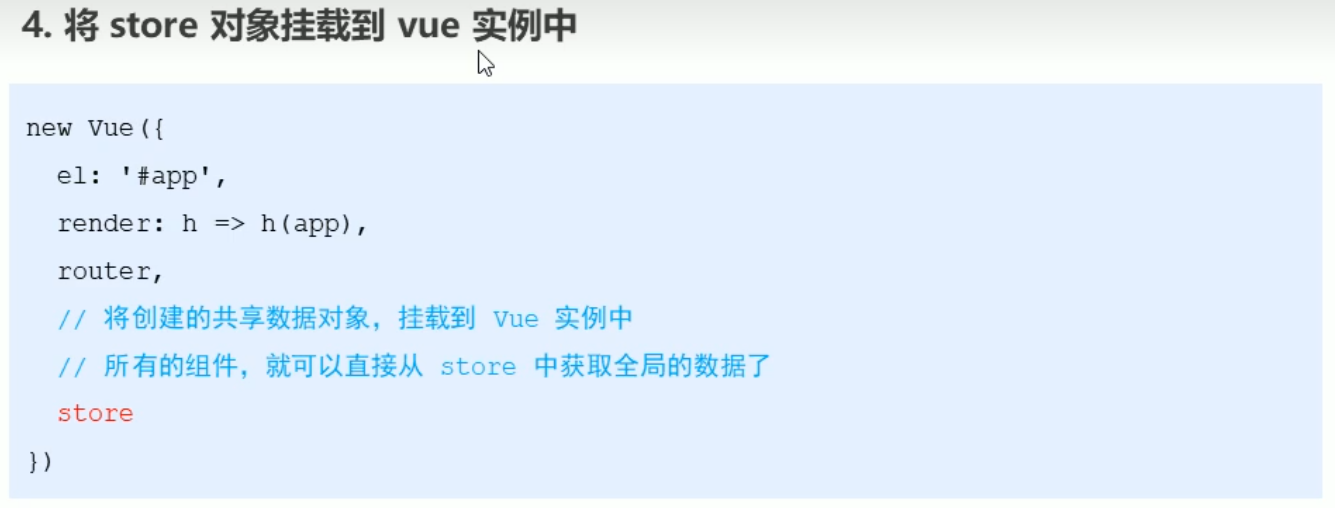 4. 将 store 对象挂载到 vue 实例中
new Vue({
  el: '#app',
  render: h => h(app),
  router,
  // 将创建的共享数据对象，挂载到 Vue 实例中
  // 所有的组件，就可以直接从 store 中获取全局的数据了
  store
})